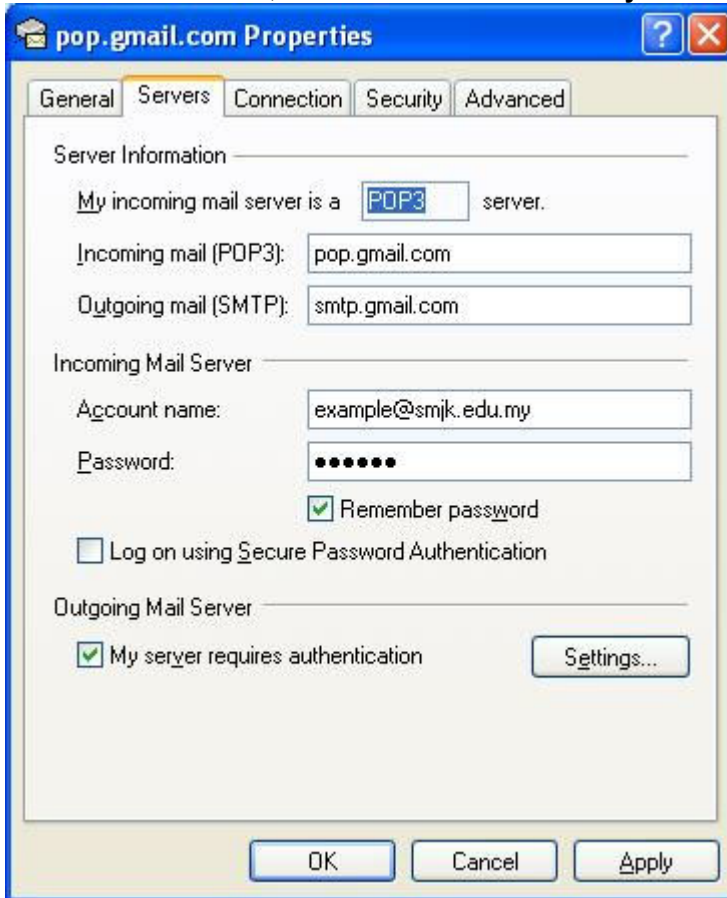 pop.gmail.com Properties
General Servers Connection Security Advanced
Server Information
My incoming mail server is a POP3 server.
Incoming mail (POP3): pop.gmail.com
Outgoing mail (SMTP): smtp.gmail.com
Incoming Mail Server
Account name: example@smjk.edu.my
Password: ●●●●●●
Remember password
Log on using Secure Password Authentication
Outgoing Mail Server
My server requires authentication Settings...
OK Cancel Apply